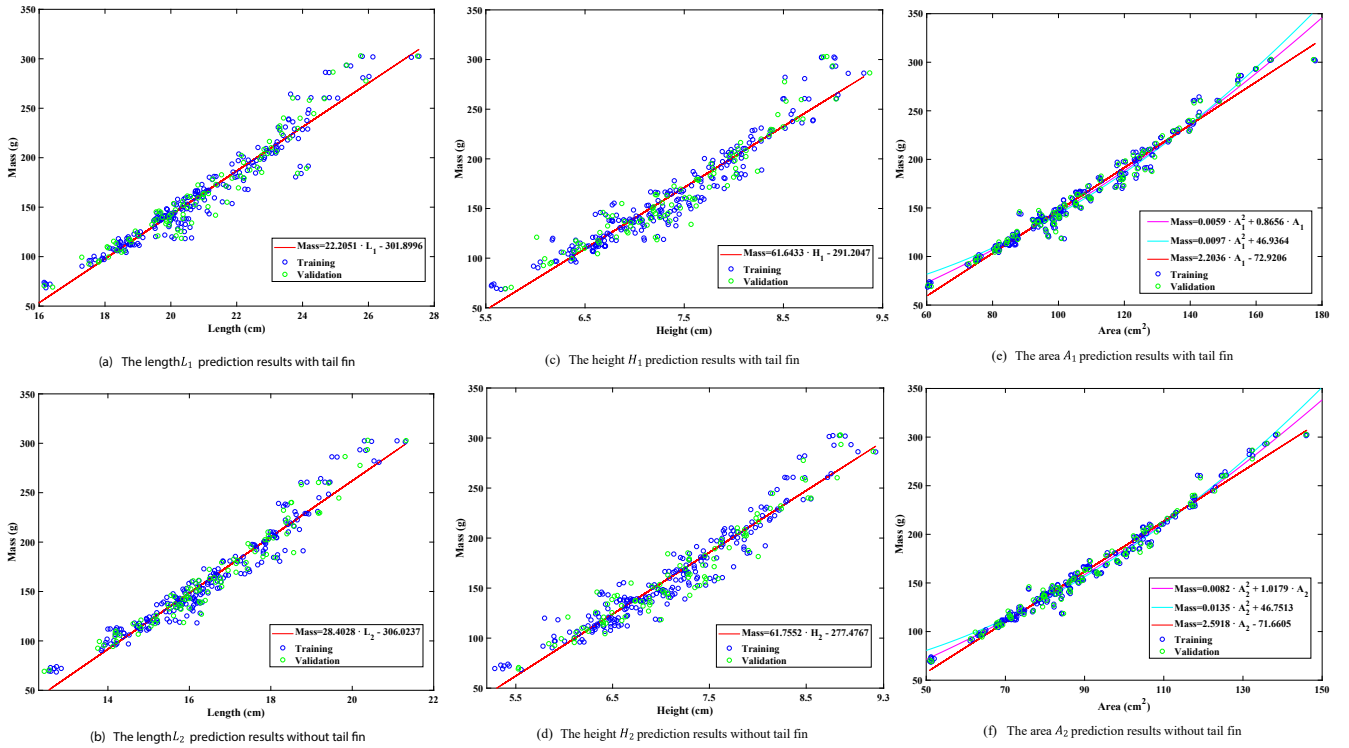 350
300
250
200
150
100
50
Mass (g)
16 18 20 22 24 26 28
Length (cm)
Mass=22.2051 · L₁ - 301.8996
Training
Validation
(a) The length L₁ prediction results with tail fin
350
300
250
200
150
100
50
Mass (g)
5.5 6.5 7.5 8.5 9.5
Height (cm)
Mass=61.6433 · H₁ - 291.2047
Training
Validation
(c) The height H₁ prediction results with tail fin
350
300
250
200
150
100
50
Mass (g)
60 80 100 120 140 160 180
Area (cm²)
Mass=0.0059 · A₁² + 0.8656 · A₁
Mass=0.0097 · A₁² + 46.9364
Mass=2.2036 · A₁ - 72.9206
Training
Validation
(e) The area A₁ prediction results with tail fin
350
300
250
200
150
100
50
Mass (g)
14 16 18 20 22
Length (cm)
Mass=28.4028 · L₂ - 306.0237
Training
Validation
(b) The length L₂ prediction results without tail fin
350
300
250
200
150
100
50
Mass (g)
5.5 6.5 7.5 8.5 9.3
Height (cm)
Mass=61.7552 · H₂ - 277.4767
Training
Validation
(d) The height H₂ prediction results without tail fin
350
300
250
200
150
100
50
Mass (g)
50 70 90 110 130 150
Area (cm²)
Mass=0.0082 · A₂² + 1.0179 · A₂
Mass=0.0135 · A₂² + 46.7513
Mass=2.5918 · A₂ - 71.6605
Training
Validation
(f) The area A₂ prediction results without tail fin